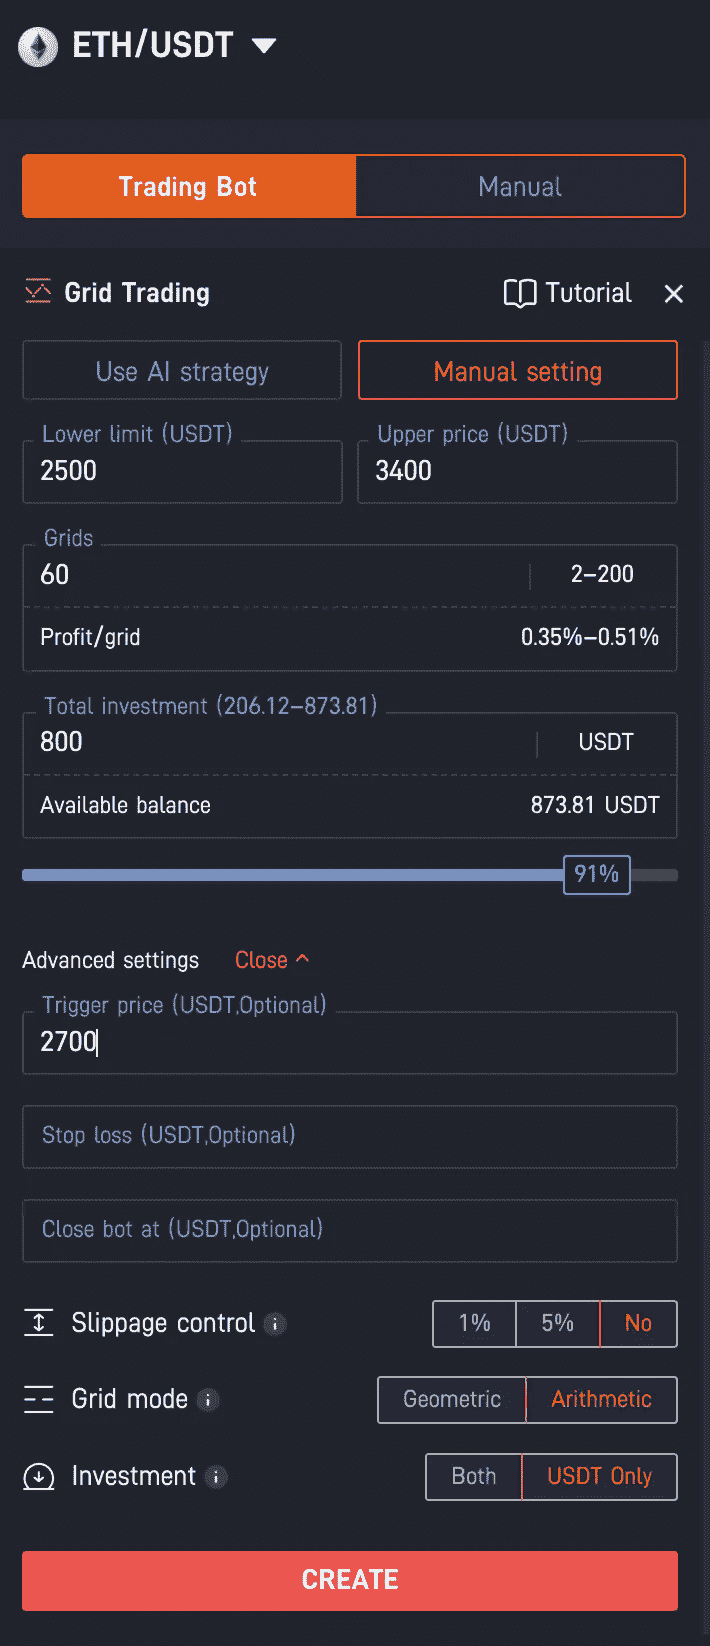 ETH/USDT
Trading Bot Manual
Grid Trading Tutorial
Use AI strategy Manual setting
Lower limit (USDT) Upper price (USDT)
2500 3400
Grids
60 2–200
Profit/grid 0.35%–0.51%
Total investment (206.12–873.81)
800 USDT
Available balance 873.81 USDT
91%
Advanced settings Close
Trigger price (USDT,Optional)
2700
Stop loss (USDT,Optional)
Close bot at (USDT,Optional)
Slippage control i 1% 5% No
Grid mode i Geometric Arithmetic
Investment i Both USDT Only
CREATE